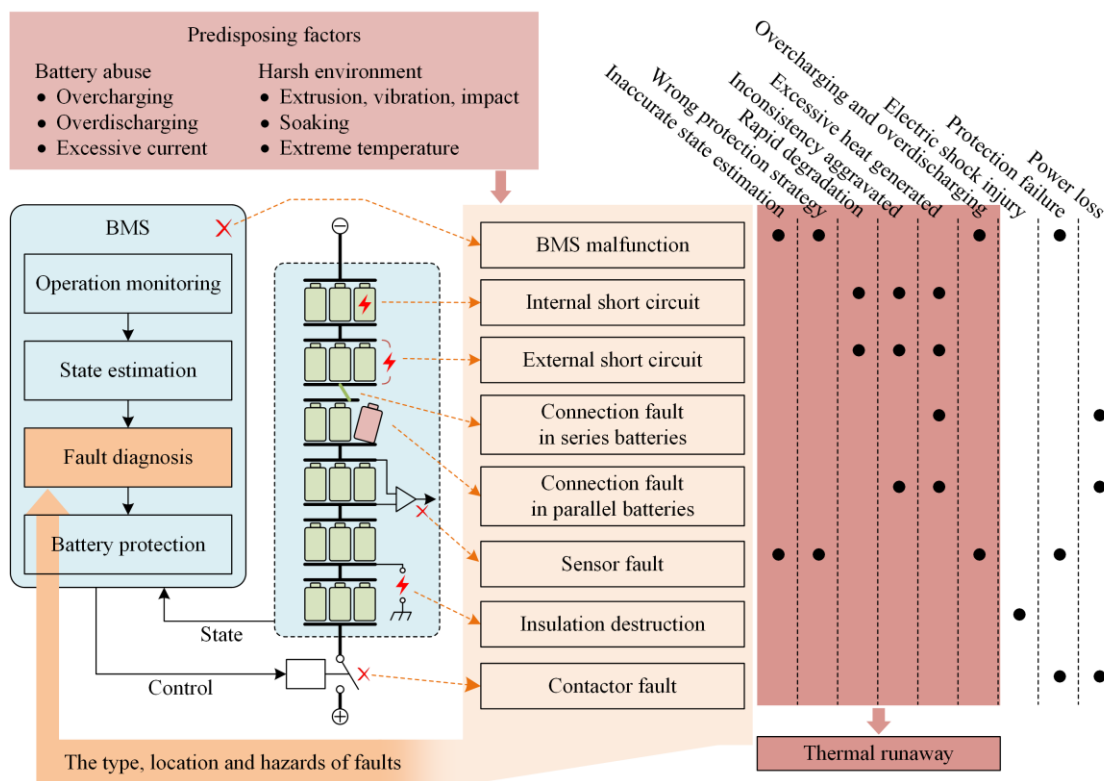 Predisposing factors
Battery abuse
● Overcharging
● Overdischarging
● Excessive current
Harsh environment
● Extrusion, vibration, impact
● Soaking
● Extreme temperature
Inaccurate state estimation
Wrong protection strategy
Rapid degradation
Inconsistency aggravated
Excessive heat generated
Overcharging and overdischarging
Electric shock injury
Protection failure
Power loss
BMS
Operation monitoring
State estimation
Fault diagnosis
Battery protection
State
Control
BMS malfunction
Internal short circuit
External short circuit
Connection fault
in series batteries
Connection fault
in parallel batteries
Sensor fault
Insulation destruction
Contactor fault
The type, location and hazards of faults
Thermal runaway